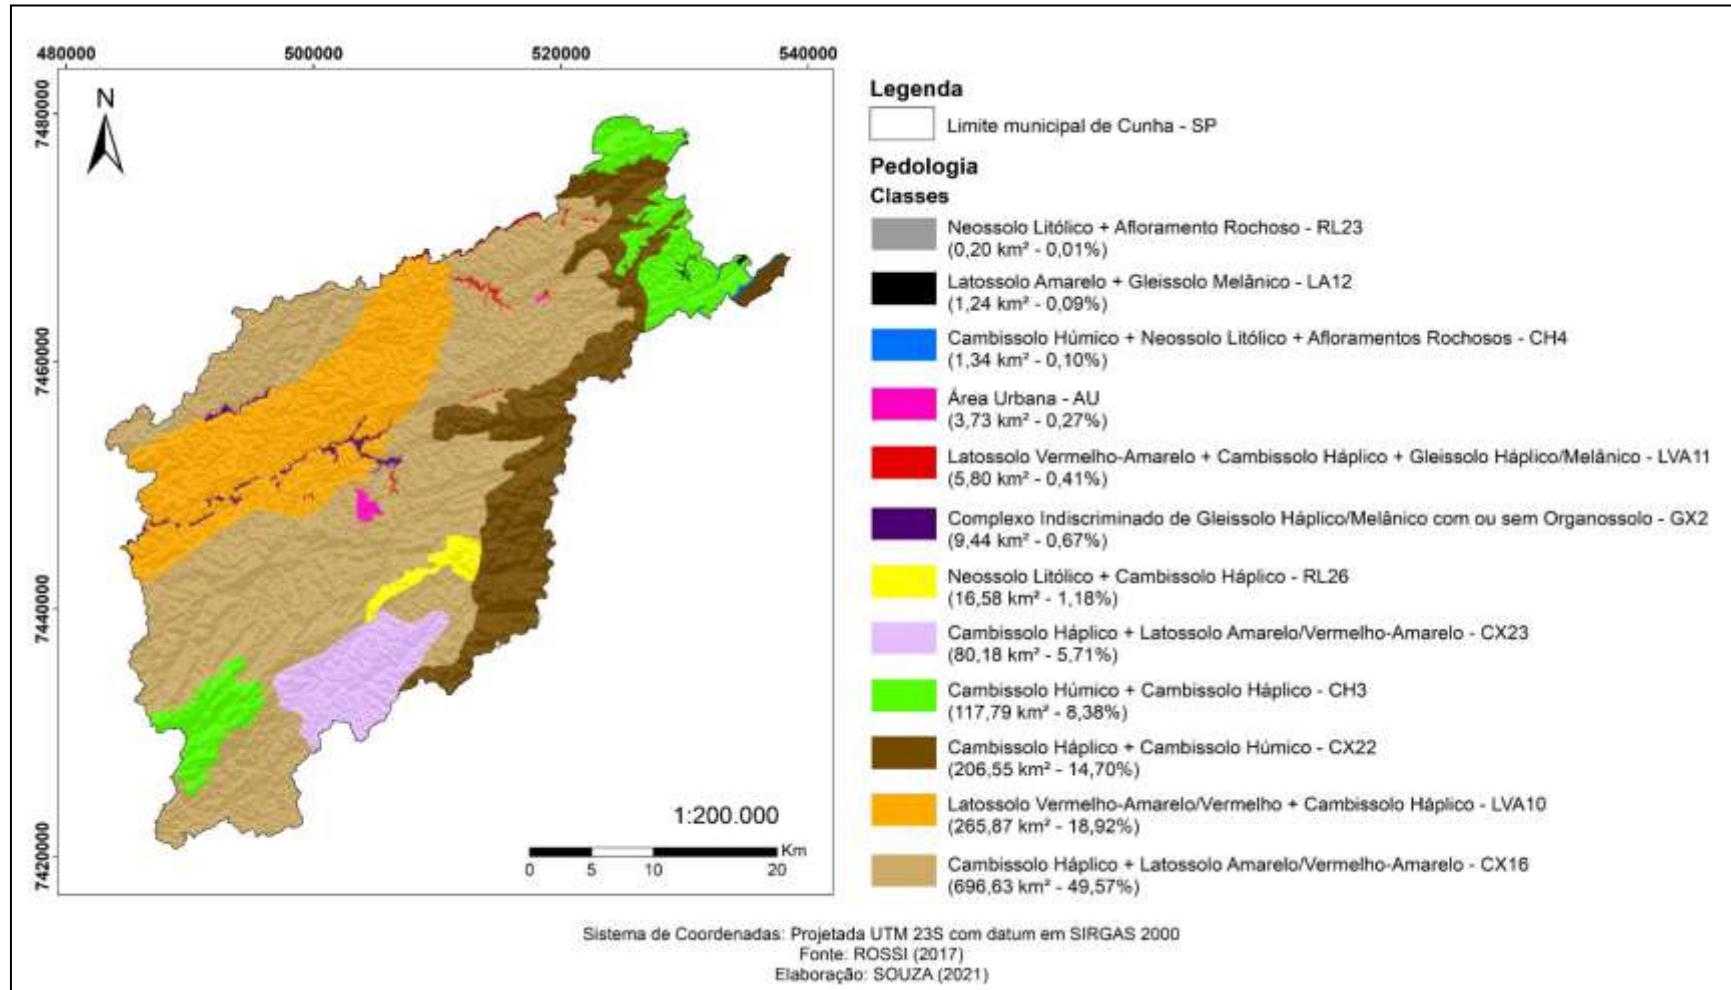 480000
500000
520000
540000
7480000
7460000
7440000
7420000
N
1:200.000
Km
0
5
10
20
Legenda
Limite municipal de Cunha - SP
Pedologia
Classes
Neossolo Litólico + Afloramento Rochoso - RL23
(0,20 km² - 0,01%)
Latossolo Amarelo + Gleissolo Melânico - LA12
(1,24 km² - 0,09%)
Cambissolo Húmico + Neossolo Litólico + Afloramentos Rochosos - CH4
(1,34 km² - 0,10%)
Área Urbana - AU
(3,73 km² - 0,27%)
Latossolo Vermelho-Amarelo + Cambissolo Háplico + Gleissolo Háplico/Melânico - LVA11
(5,80 km² - 0,41%)
Complexo Indiscriminado de Gleissolo Háplico/Melânico com ou sem Organossolo - GX2
(9,44 km² - 0,67%)
Neossolo Litólico + Cambissolo Háplico - RL26
(16,58 km² - 1,18%)
Cambissolo Háplico + Latossolo Amarelo/Vermelho-Amarelo - CX23
(80,18 km² - 5,71%)
Cambissolo Húmico + Cambissolo Háplico - CH3
(117,79 km² - 8,38%)
Cambissolo Háplico + Cambissolo Húmico - CX22
(206,55 km² - 14,70%)
Latossolo Vermelho-Amarelo/Vermelho + Cambissolo Háplico - LVA10
(265,87 km² - 18,92%)
Cambissolo Háplico + Latossolo Amarelo/Vermelho-Amarelo - CX16
(696,63 km² - 49,57%)
Sistema de Coordenadas: Projetada UTM 23S com datum em SIRGAS 2000
Fonte: ROSSI (2017)
Elaboração: SOUZA (2021)